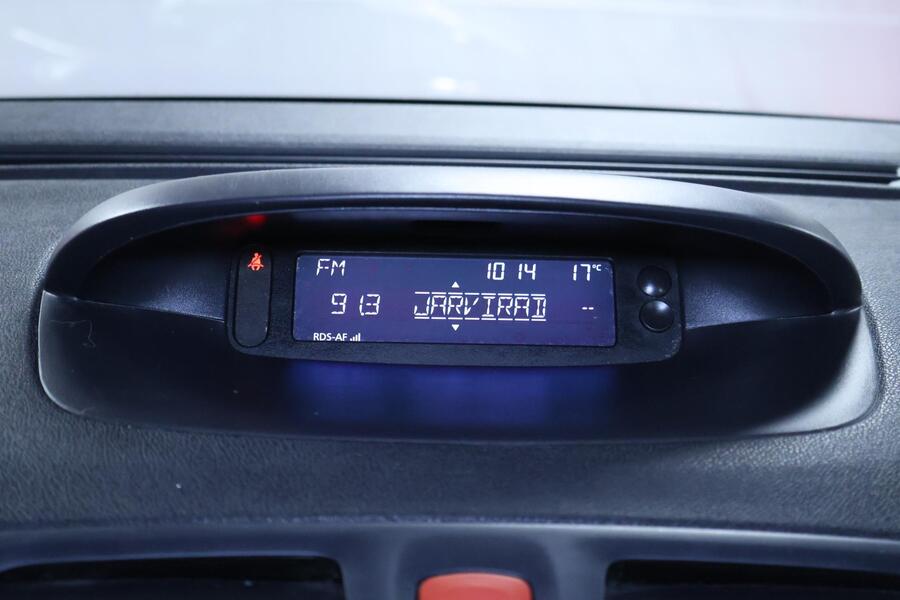 FM 10 14 17°C
91.3 JARVIRAD --
RDS-AF